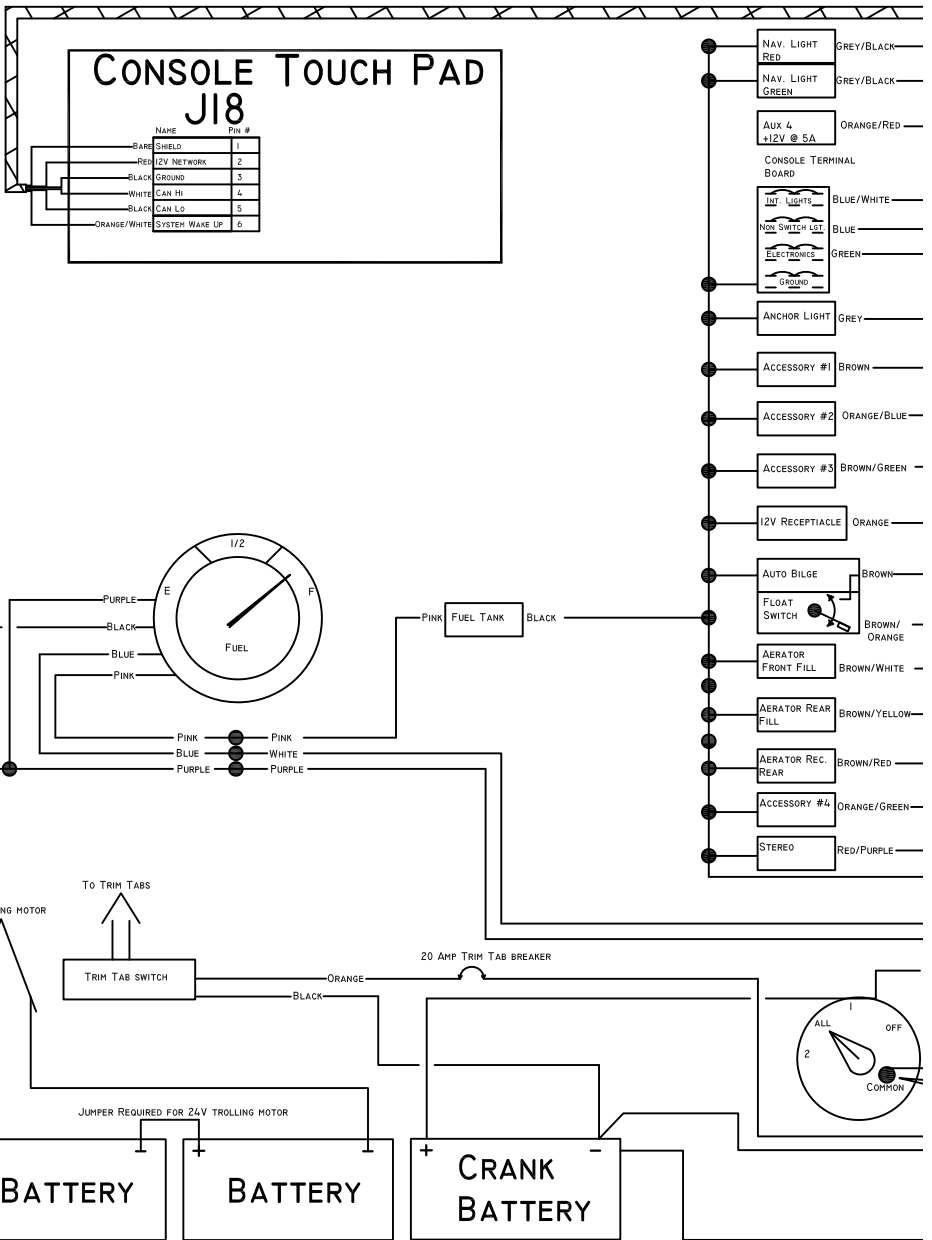 CONSOLE TOUCH PAD
J18
NAME PIN #
BARE SHIELD 1
RED 12V NETWORK 2
BLACK GROUND 3
WHITE CAN HI 4
BLACK CAN LO 5
ORANGE/WHITE SYSTEM WAKE UP 6
NAV. LIGHT
RED
GREY/BLACK
NAV. LIGHT
GREEN
GREY/BLACK
AUX 4
+12V @ 5A
ORANGE/RED
CONSOLE TERMINAL
BOARD
INT. LIGHTS BLUE/WHITE
NON SWITCH LGT. BLUE
ELECTRONICS GREEN
GROUND
ANCHOR LIGHT GREY
ACCESSORY #1 BROWN
ACCESSORY #2 ORANGE/BLUE
ACCESSORY #3 BROWN/GREEN
12V RECEPTIACLE ORANGE
AUTO BILGE BROWN
FLOAT
SWITCH
BROWN/
ORANGE
AERATOR
FRONT FILL
BROWN/WHITE
AERATOR REAR
FILL
BROWN/YELLOW
AERATOR REC.
REAR
BROWN/RED
ACCESSORY #4 ORANGE/GREEN
STEREO RED/PURPLE
E 1/2 F
FUEL
PURPLE
BLACK
BLUE
PINK
PINK FUEL TANK BLACK
PINK PINK
BLUE WHITE
PURPLE PURPLE
TO TRIM TABS
NG MOTOR
TRIM TAB SWITCH
ORANGE
BLACK
20 AMP TRIM TAB BREAKER
1
ALL
OFF
2
COMMON
JUMPER REQUIRED FOR 24V TROLLING MOTOR
– + – + –
BATTERY
BATTERY
CRANK
BATTERY